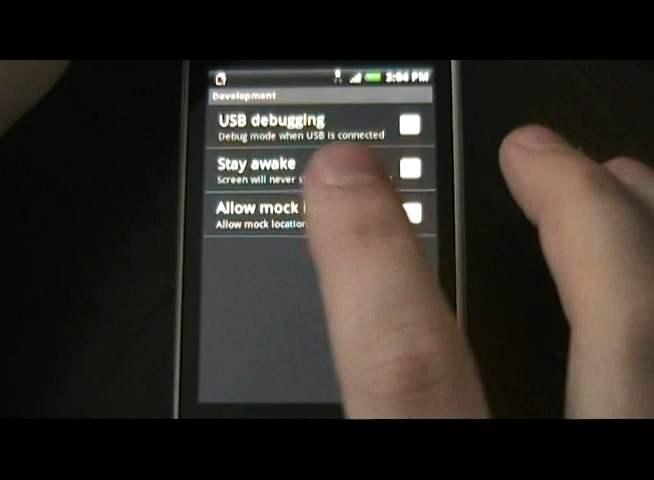 3:04 PM
Development
USB debugging
Debug mode when USB is connected
Stay awake
Screen will never
Allow mock
Allow mock